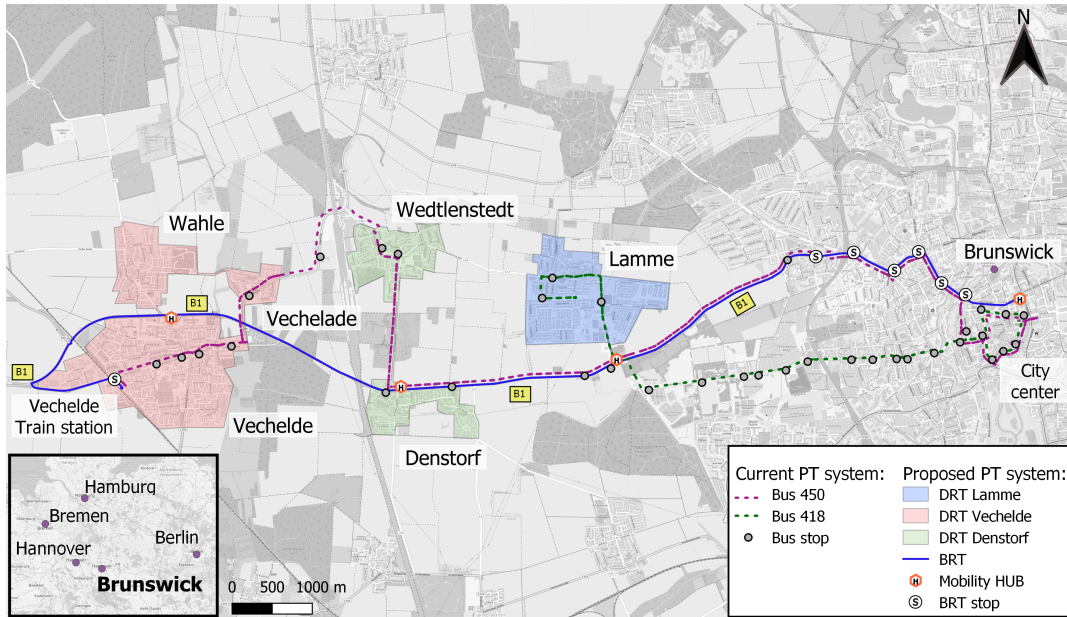 N
Wahle
Wedtlenstedt
Lamme
Brunswick
B1
Vechelade
B1
B1
B1
Vechelde
Train station
Vechelde
Denstorf
City
center
H
H
H
H
S
S
S
S
S
S
S
Hamburg
Bremen
Hannover
Berlin
Brunswick
0 500 1000 m
Current PT system:
Bus 450
Bus 418
Bus stop
Proposed PT system:
DRT Lamme
DRT Vechelde
DRT Denstorf
BRT
H Mobility HUB
S BRT stop